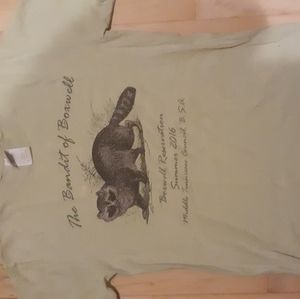 The Bandit of Boxwell
Boxwell Reservation
Summer 2016
Middle Tennessee Council, B.S.A.